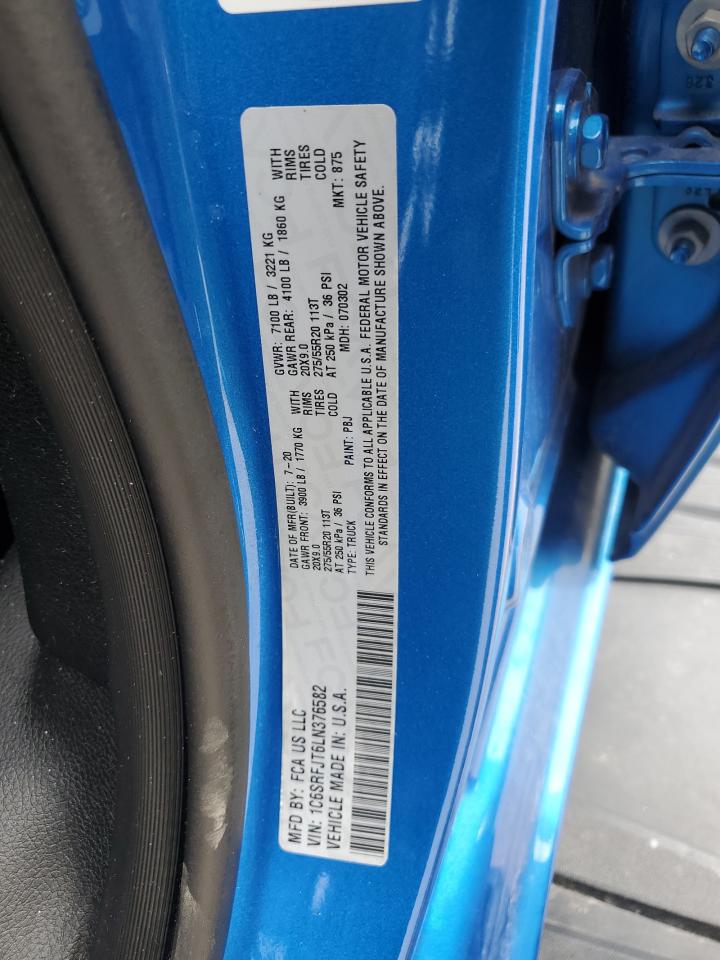 MFD BY: FCA US LLC
DATE OF MFR(BUILT): 7-20
GVWR: 7100 LB / 3221 KG
GAWR FRONT: 3900 LB / 1770 KG WITH
20X9.0 RIMS
275/55R20 113T TIRES
AT 250 kPa / 36 PSI COLD
GAWR REAR: 4100 LB / 1860 KG WITH
20X9.0 RIMS
275/55R20 113T TIRES
AT 250 kPa / 36 PSI COLD
VIN: 1C6SRFJT6LN376582
TYPE: TRUCK
PAINT: PBJ
MDH: 070302
MKT: 875
VEHICLE MADE IN: U.S.A.
THIS VEHICLE CONFORMS TO ALL APPLICABLE U.S.A. FEDERAL MOTOR VEHICLE SAFETY
STANDARDS IN EFFECT ON THE DATE OF MANUFACTURE SHOWN ABOVE.